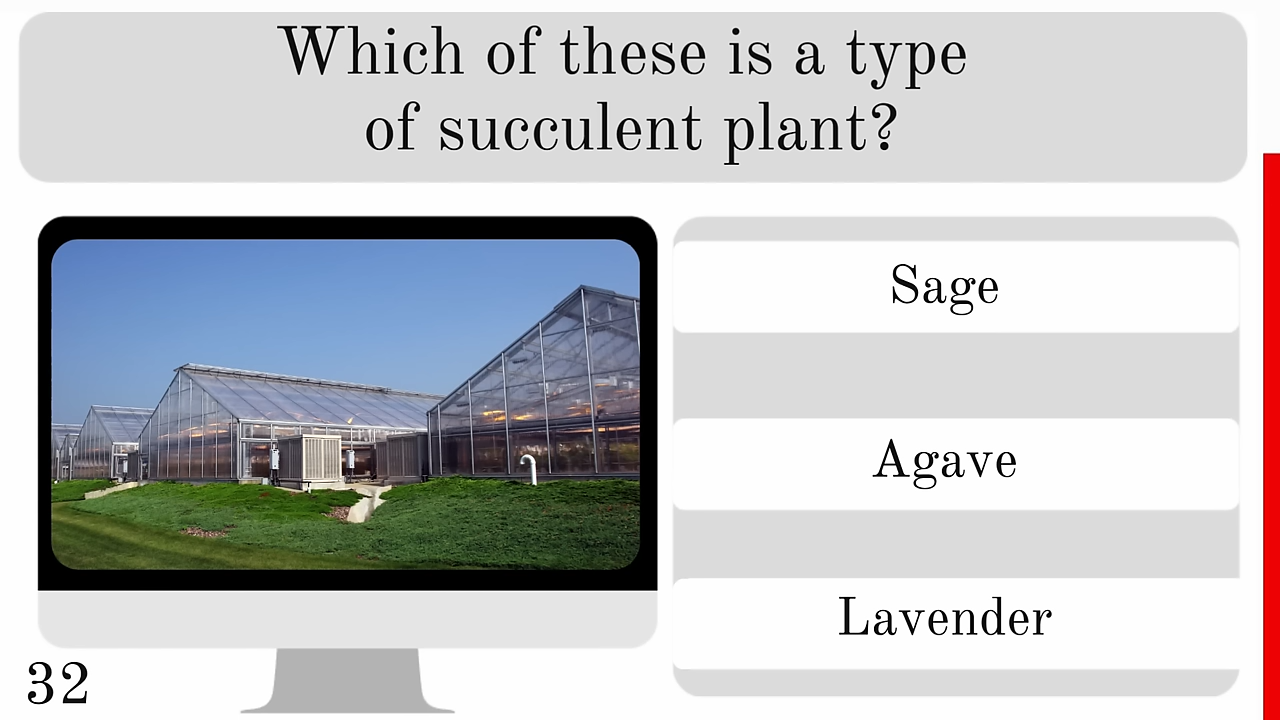 Which of these is a type
of succulent plant?
Sage
Agave
Lavender
32